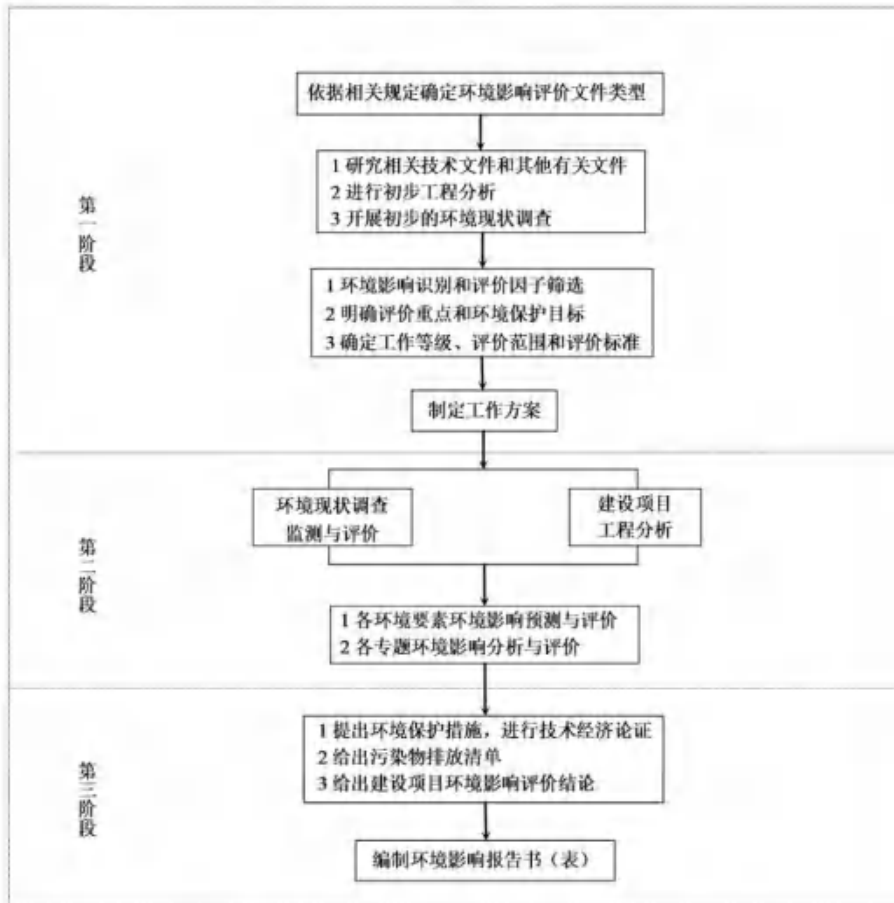 依据相关规定确定环境影响评价文件类型
1 研究相关技术文件和其他有关文件
2 进行初步工程分析
3 开展初步的环境现状调查
第一阶段
1 环境影响识别和评价因子筛选
2 明确评价重点和环境保护目标
3 确定工作等级、评价范围和评价标准
制定工作方案
环境现状调查
监测与评价
建设项目
工程分析
第二阶段
1 各环境要素环境影响预测与评价
2 各专题环境影响分析与评价
1 提出环境保护措施，进行技术经济论证
2 给出污染物排放清单
3 给出建设项目环境影响评价结论
第三阶段
编制环境影响报告书（表）